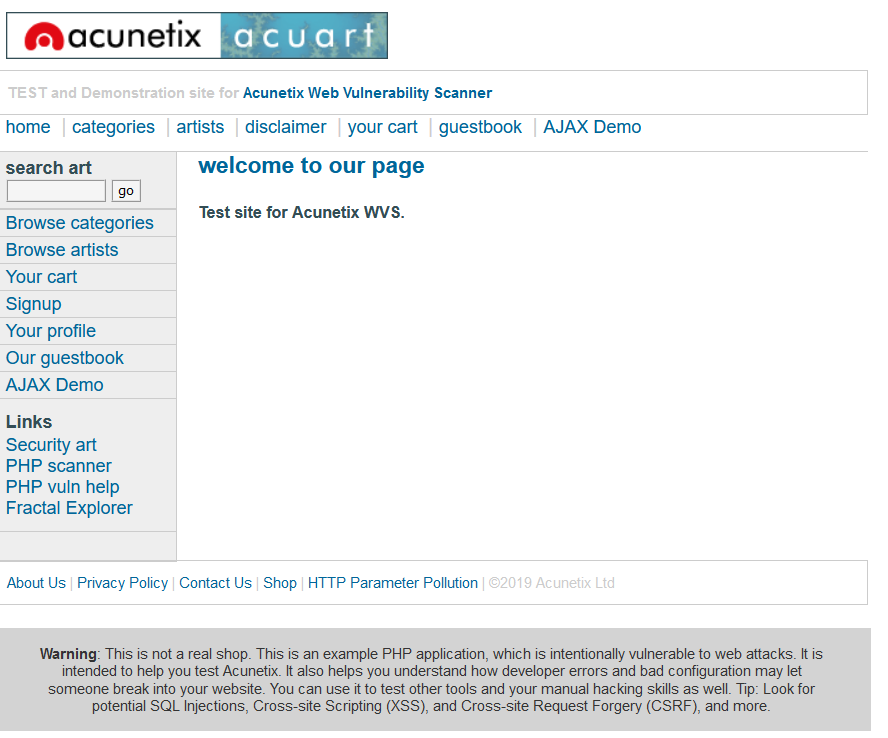 acunetix acuart
TEST and Demonstration site for Acunetix Web Vulnerability Scanner
home | categories | artists | disclaimer | your cart | guestbook | AJAX Demo
search art
go
Browse categories
Browse artists
Your cart
Signup
Your profile
Our guestbook
AJAX Demo
Links
Security art
PHP scanner
PHP vuln help
Fractal Explorer
welcome to our page
Test site for Acunetix WVS.
About Us | Privacy Policy | Contact Us | Shop | HTTP Parameter Pollution | ©2019 Acunetix Ltd
Warning: This is not a real shop. This is an example PHP application, which is intentionally vulnerable to web attacks. It is
intended to help you test Acunetix. It also helps you understand how developer errors and bad configuration may let
someone break into your website. You can use it to test other tools and your manual hacking skills as well. Tip: Look for
potential SQL Injections, Cross-site Scripting (XSS), and Cross-site Request Forgery (CSRF), and more.